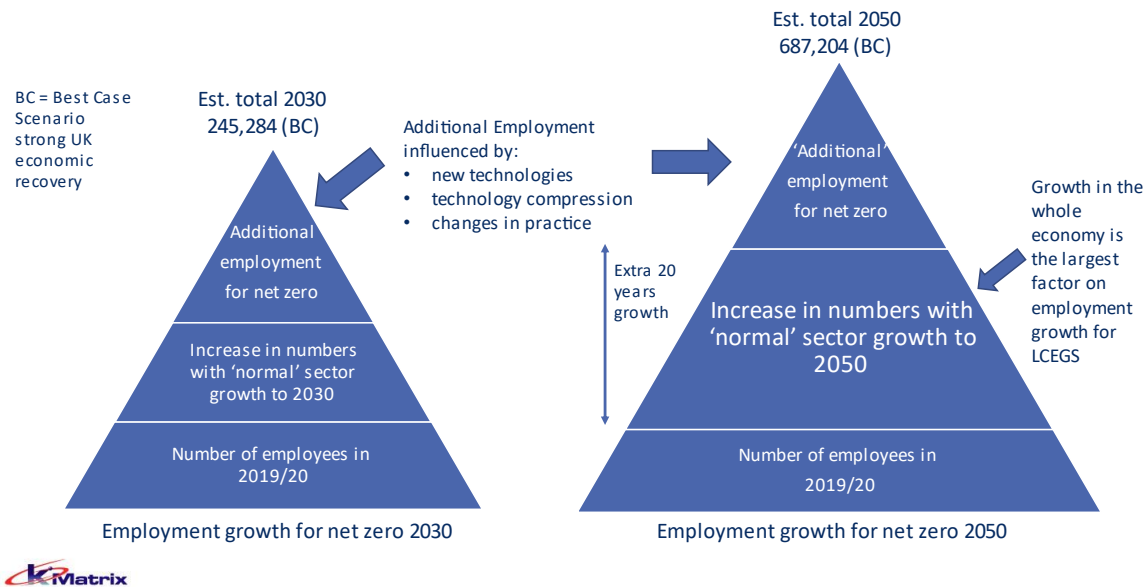 BC = Best Case
Scenario
strong UK
economic
recovery
Est. total 2030
245,284 (BC)
Additional
employment
for net zero
Increase in numbers
with ‘normal’ sector
growth to 2030
Number of employees in
2019/20
Employment growth for net zero 2030
Additional Employment
influenced by:
• new technologies
• technology compression
• changes in practice
Extra 20
years
growth
Est. total 2050
687,204 (BC)
‘Additional’
employment
for net zero
Increase in numbers with
‘normal’ sector growth to
2050
Number of employees in
2019/20
Employment growth for net zero 2050
Growth in the
whole
economy is
the largest
factor on
employment
growth for
LCEGS
kMatrix